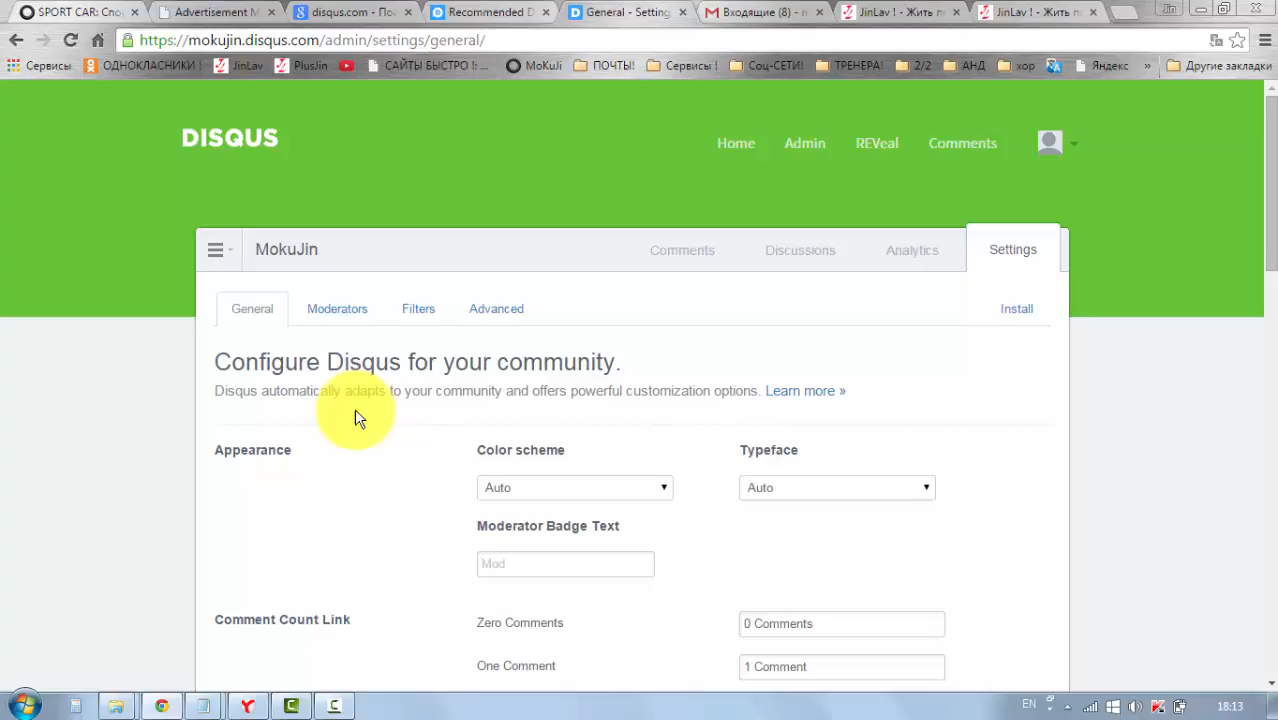 SPORT CAR: Спо
Advertisement M
disqus.com - По
Recommended D
General - Setting
Входящие (8) - m
JinLav ! - Жить п
JinLav ! - Жить п
https://mokujin.disqus.com/admin/settings/general/
Сервисы ОДНОКЛАСНИКИ JinLav PlusJin САЙТЫ БЫСТРО !: ... MoKuJi ПОЧТЫ! Сервисы ! Соц-СЕТИ! ТРЕНЕРА! 2/2 АНД хор Яндекс » Другие закладки
DISQUS Home Admin REVeal Comments
MokuJin Comments Discussions Analytics Settings
General Moderators Filters Advanced Install
Configure Disqus for your community.
Disqus automatically adapts to your community and offers powerful customization options. Learn more »
Appearance Color scheme Typeface
Auto Auto
Moderator Badge Text
Mod
Comment Count Link Zero Comments 0 Comments
One Comment 1 Comment
EN 18:13